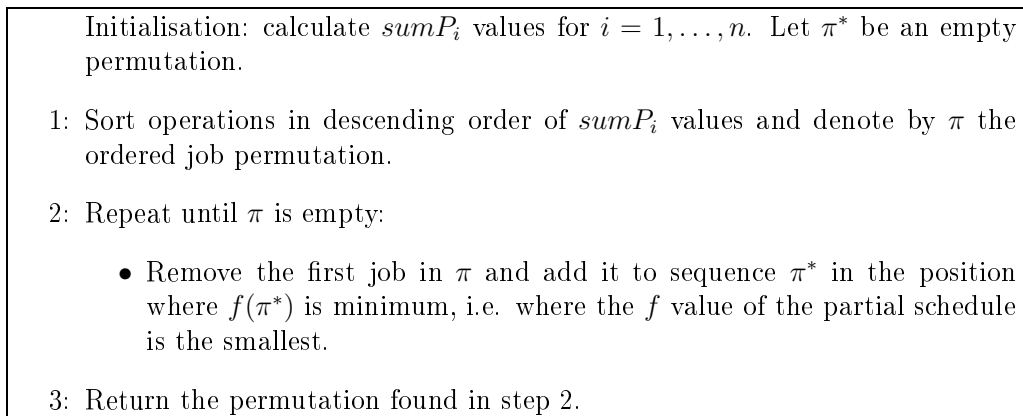 Initialisation: calculate sumPᵢ values for i = 1, . . . , n. Let π* be an empty
permutation.
1: Sort operations in descending order of sumPᵢ values and denote by π the
ordered job permutation.
2: Repeat until π is empty:
• Remove the first job in π and add it to sequence π* in the position
where f(π*) is minimum, i.e. where the f value of the partial schedule
is the smallest.
3: Return the permutation found in step 2.